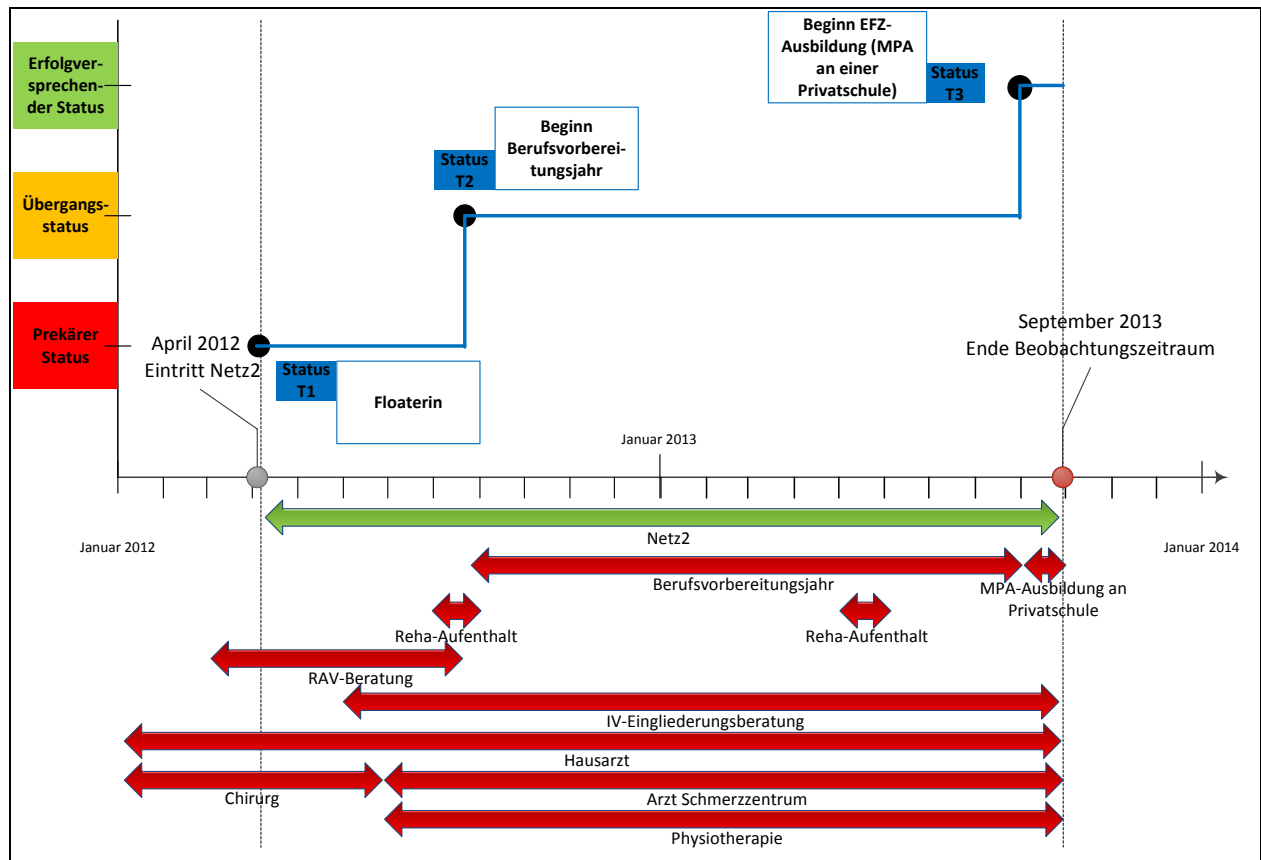 Erfolgver-
sprechen-
der Status
Übergangs-
status
Prekärer
Status
Beginn EFZ-
Ausbildung (MPA
an einer
Privatschule)
Status
T3
Beginn
Berufsvorberei-
tungsjahr
Status
T2
April 2012
Eintritt Netz2
Status
T1
Floaterin
September 2013
Ende Beobachtungszeitraum
Januar 2013
Januar 2012
Januar 2014
Netz2
Berufsvorbereitungsjahr
MPA-Ausbildung an
Privatschule
Reha-Aufenthalt
Reha-Aufenthalt
RAV-Beratung
IV-Eingliederungsberatung
Hausarzt
Chirurg
Arzt Schmerzzentrum
Physiotherapie